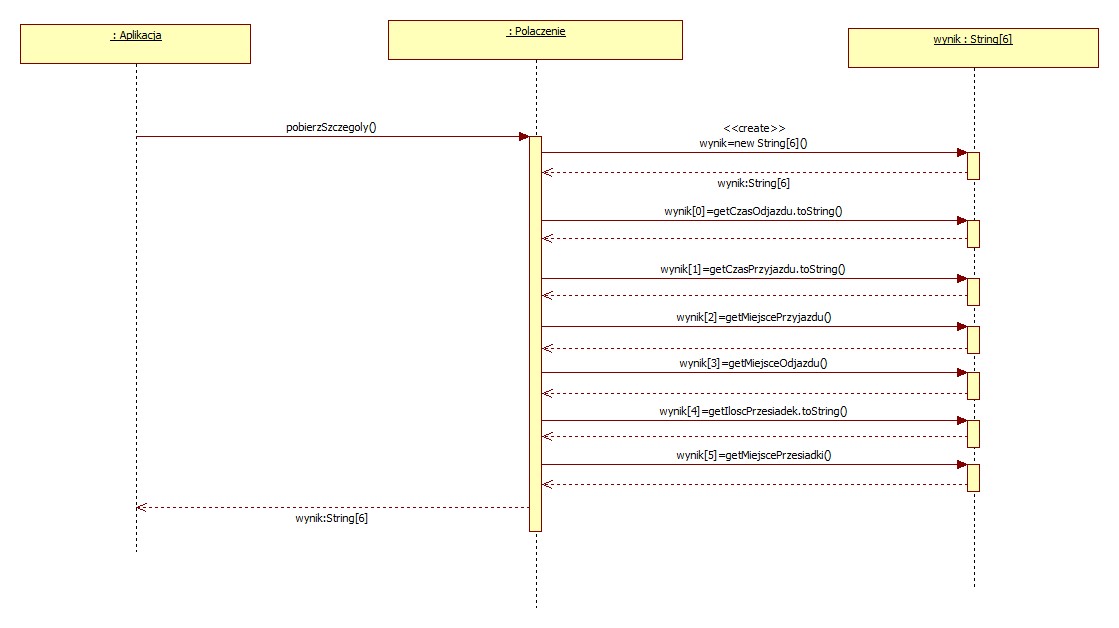 : Aplikacja
: Polaczenie
wynik : String[6]
pobierzSzczegoly()
<<create>>
wynik=new String[6]()
wynik:String[6]
wynik[0]=getCzasOdjazdu.toString()
wynik[1]=getCzasPrzyjazdu.toString()
wynik[2]=getMiejscePrzyjazdu()
wynik[3]=getMiejsceOdjazdu()
wynik[4]=getIloscPrzesiadek.toString()
wynik[5]=getMiejscePrzesiadki()
wynik:String[6]